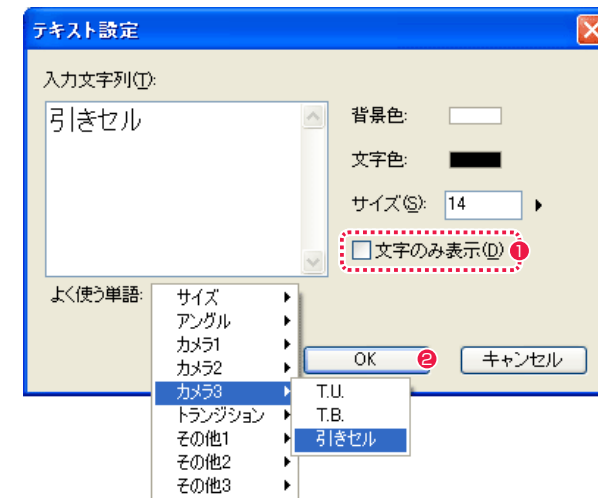 テキスト設定
入力文字列(T):
引きセル
背景色:
文字色:
サイズ(S): 14
文字のみ表示(D) 1
よく使う単語:
サイズ
アングル
カメラ1
カメラ2
カメラ3
トランジション
その他1
その他2
その他3
T.U.
T.B.
引きセル
OK 2
キャンセル